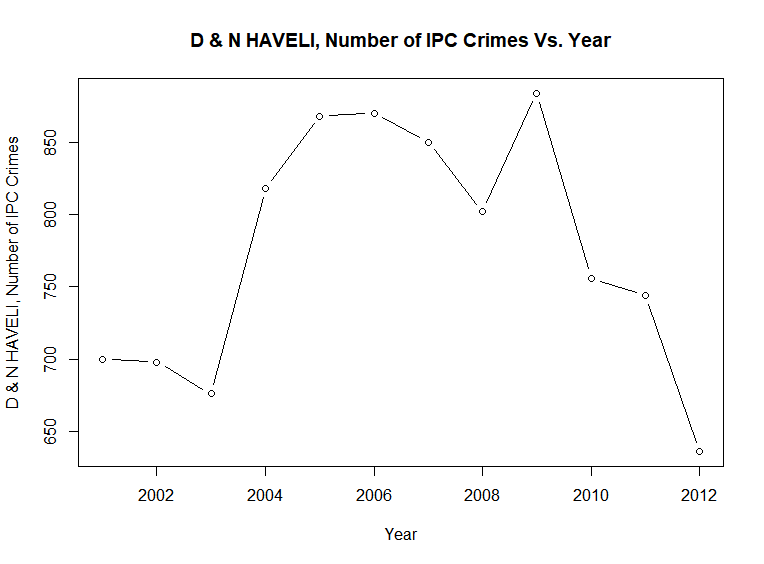 D & N HAVELI, Number of IPC Crimes Vs. Year
D & N HAVELI, Number of IPC Crimes
850
800
750
700
650
2002 2004 2006 2008 2010 2012
Year